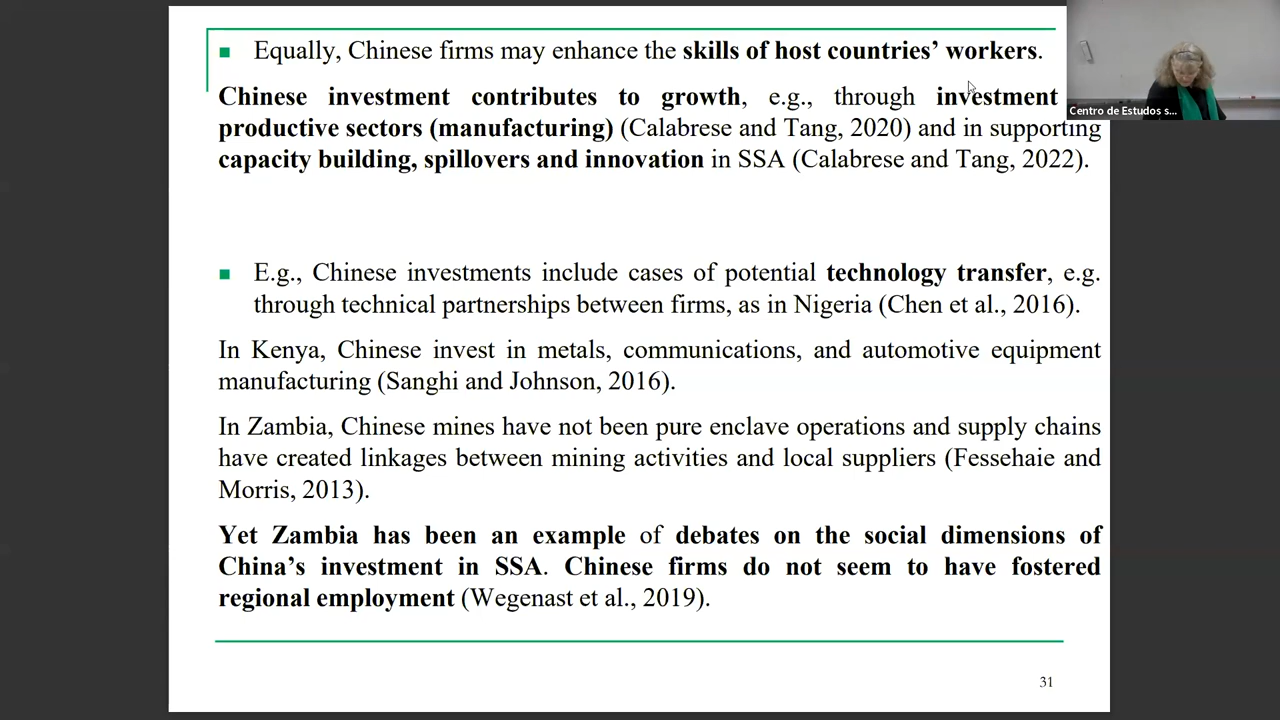 Equally, Chinese firms may enhance the skills of host countries’ workers.
Chinese investment contributes to growth, e.g., through investment
productive sectors (manufacturing) (Calabrese and Tang, 2020) and in supporting
capacity building, spillovers and innovation in SSA (Calabrese and Tang, 2022).
E.g., Chinese investments include cases of potential technology transfer, e.g.
through technical partnerships between firms, as in Nigeria (Chen et al., 2016).
In Kenya, Chinese invest in metals, communications, and automotive equipment
manufacturing (Sanghi and Johnson, 2016).
In Zambia, Chinese mines have not been pure enclave operations and supply chains
have created linkages between mining activities and local suppliers (Fessehaie and
Morris, 2013).
Yet Zambia has been an example of debates on the social dimensions of
China’s investment in SSA. Chinese firms do not seem to have fostered
regional employment (Wegenast et al., 2019).
31
Centro de Estudos s...